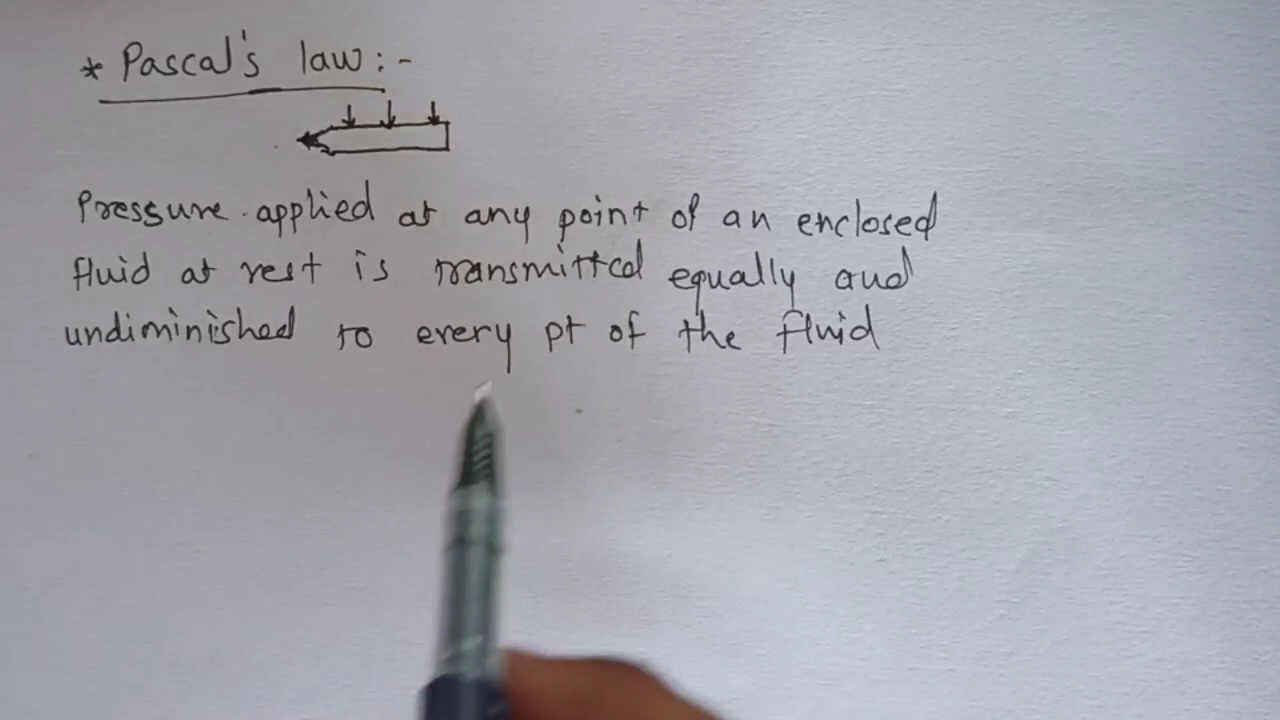 * Pascal's law:-
Pressure applied at any point of an enclosed
fluid at rest is transmitted equally and
undiminished to every pt of the fluid